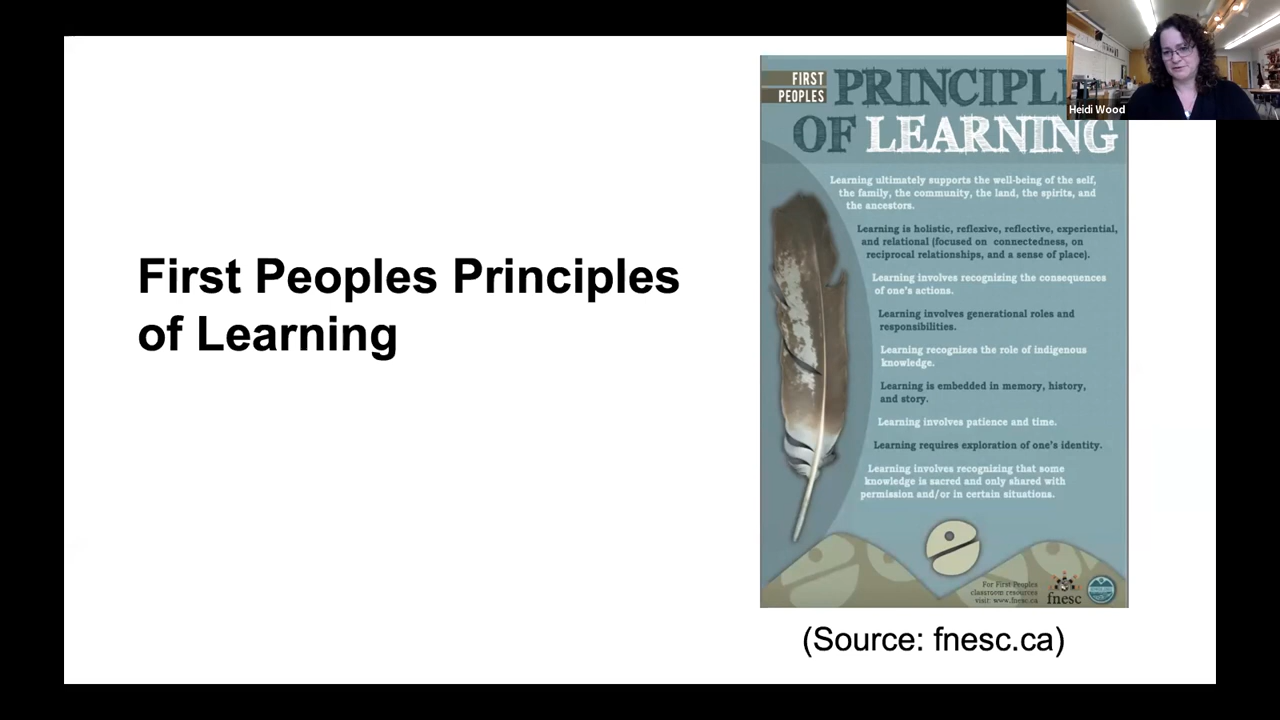 First Peoples Principles
of Learning
FIRST
PEOPLES
OF LEARNING
Learning ultimately supports the well-being of the self,
the family, the community, the land, the spirits, and
the ancestors.
Learning is holistic, reflexive, reflective, experiential,
and relational (focused on connectedness, on
reciprocal relationships, and a sense of place).
Learning involves recognizing the consequences
of one's actions.
Learning involves generational roles and
responsibilities.
Learning recognizes the role of indigenous
knowledge.
Learning is embedded in memory, history,
and story.
Learning involves patience and time.
Learning requires exploration of one's identity.
Learning involves recognizing that some
knowledge is sacred and only shared with
permission and/or in certain situations.
For First Peoples
classroom resources
visit: www.fnesc.ca
fnesc
(Source: fnesc.ca)
Heidi Wood